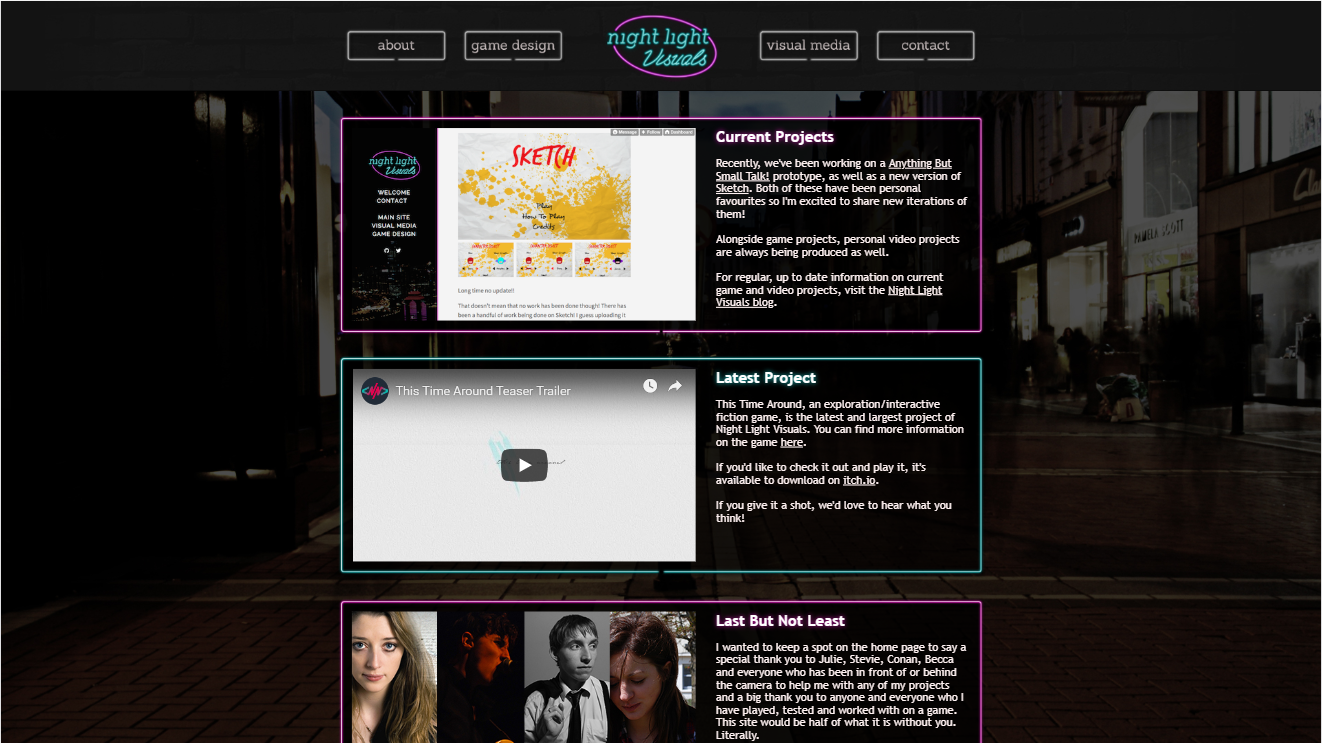 about
game design
night light
Visuals
visual media
contact
Message
Follow
Dashboard
night light
Visuals
WELCOME
CONTACT
MAIN SITE
VISUAL MEDIA
GAME DESIGN
SKETCH
Play
How To Play
Credits
Long time no update!!
That doesn't mean that no work has been done though! There has
been a handful of work being done on Sketch! I guess uploading it
Current Projects
Recently, we've been working on a Anything But
Small Talk! prototype, as well as a new version of
Sketch. Both of these have been personal
favourites so I'm excited to share new iterations of
them!
Alongside game projects, personal video projects
are always being produced as well.
For regular, up to date information on current
game and video projects, visit the Night Light
Visuals blog.
PAMELA SCOTT
This Time Around Teaser Trailer
Latest Project
This Time Around, an exploration/interactive
fiction game, is the latest and largest project of
Night Light Visuals. You can find more information
on the game here.
If you'd like to check it out and play it, it's
available to download on itch.io.
If you give it a shot, we'd love to hear what you
think!
Last But Not Least
I wanted to keep a spot on the home page to say a
special thank you to Julie, Stevie, Conan, Becca
and everyone who has been in front of or behind
the camera to help me with any of my projects
and a big thank you to anyone and everyone who I
have played, tested and worked with on a game.
This site would be half of what it is without you.
Literally.